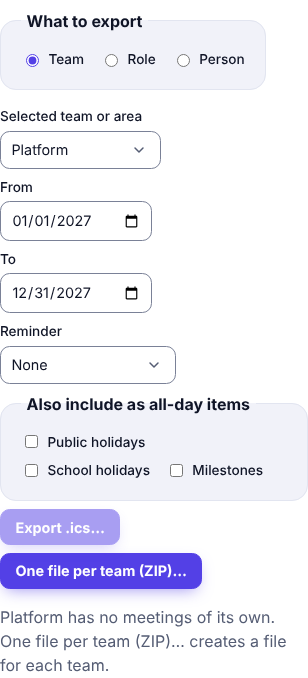 What to export
Team Role Person
Selected team or area
Platform
From
01/01/2027
To
12/31/2027
Reminder
None
Also include as all-day items
Public holidays
School holidays Milestones
Export .ics...
One file per team (ZIP)...
Platform has no meetings of its own.
One file per team (ZIP)... creates a file
for each team.